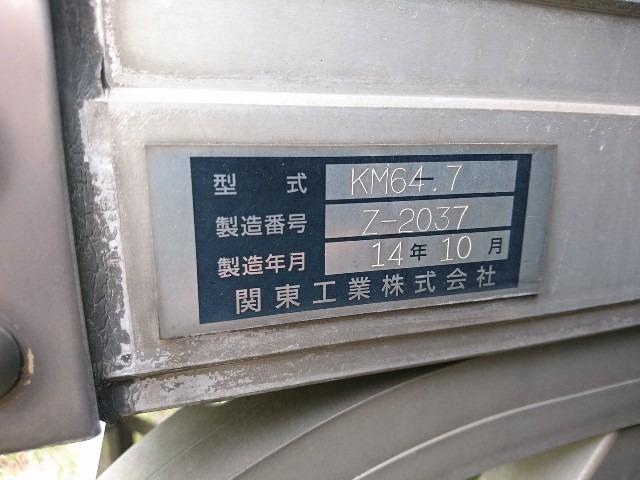 型式 KM64.7
製造番号 Z-2037
製造年月 14年10月
関東工業株式会社